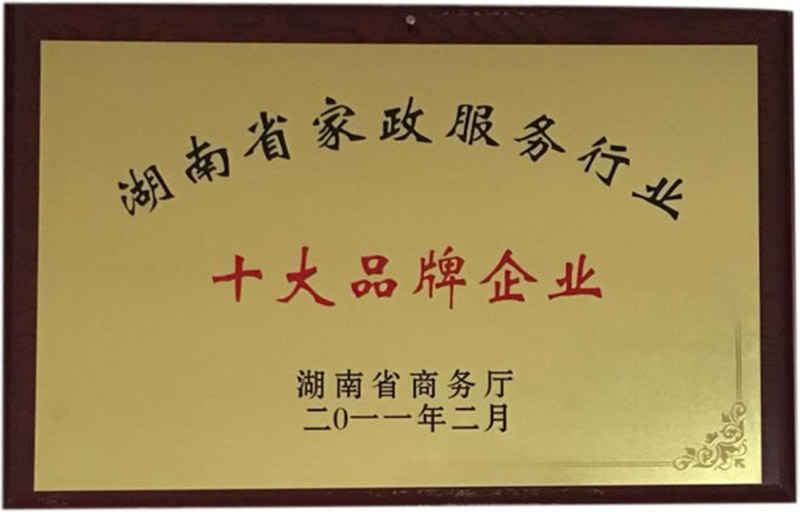 湖南省家政服务行业
十大品牌企业
湖南省商务厅
二0一一年二月